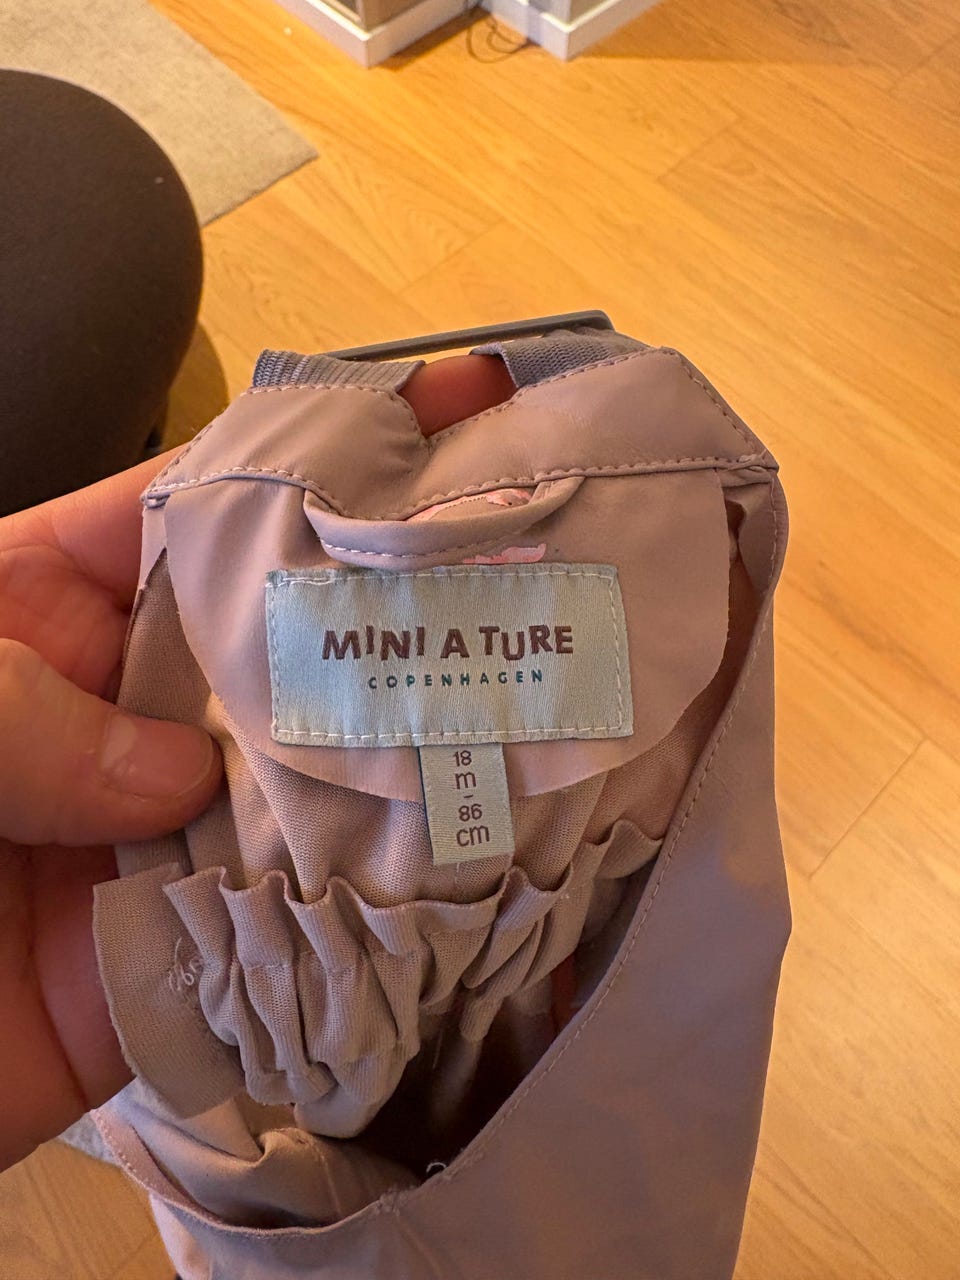 MINI A TURE
COPENHAGEN
18
m
-
86
cm